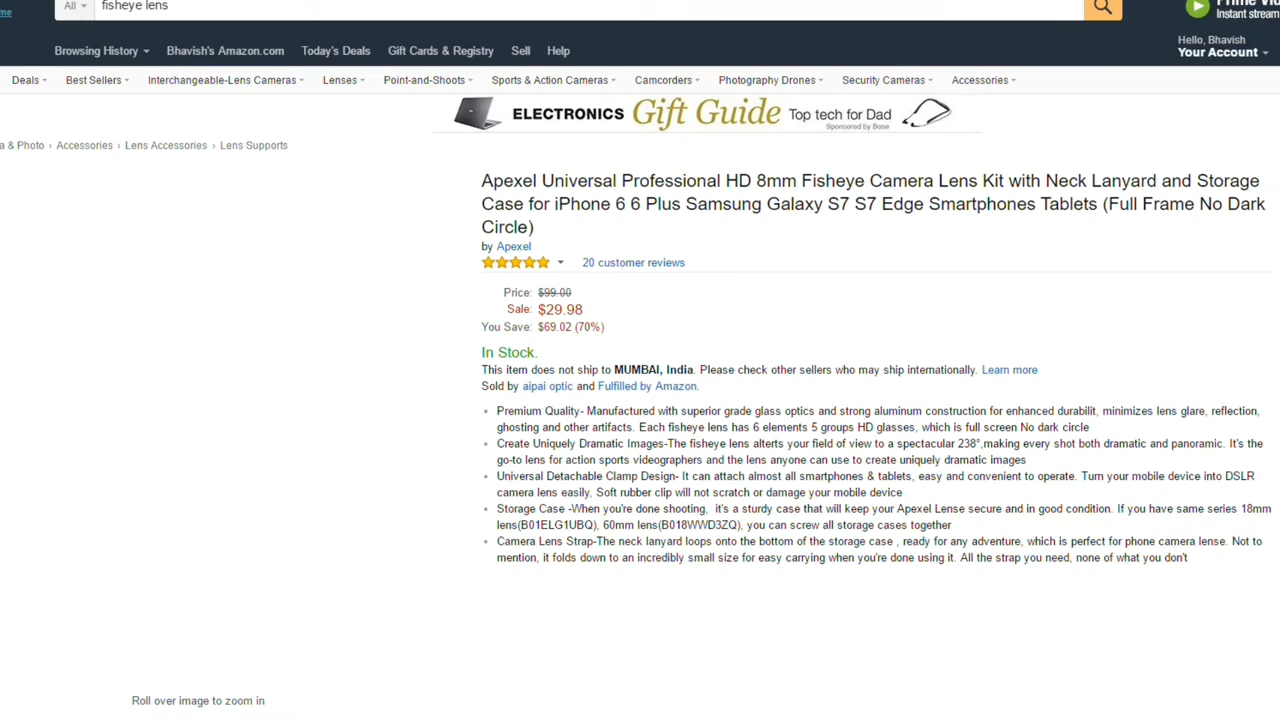 me
All
fisheye lens
Prime Vid
Instant stream
Browsing History
Bhavish's Amazon.com
Today's Deals
Gift Cards & Registry
Sell
Help
Hello, Bhavish
Your Account
Deals
Best Sellers
Interchangeable-Lens Cameras
Lenses
Point-and-Shoots
Sports & Action Cameras
Camcorders
Photography Drones
Security Cameras
Accessories
ELECTRONICS Gift Guide Top tech for Dad
Sponsored by Bose
a & Photo › Accessories › Lens Accessories › Lens Supports
Apexel Universal Professional HD 8mm Fisheye Camera Lens Kit with Neck Lanyard and Storage
Case for iPhone 6 6 Plus Samsung Galaxy S7 S7 Edge Smartphones Tablets (Full Frame No Dark
Circle)
by Apexel
20 customer reviews
Price: $99.00
Sale: $29.98
You Save: $69.02 (70%)
In Stock.
This item does not ship to MUMBAI, India. Please check other sellers who may ship internationally. Learn more
Sold by aipai optic and Fulfilled by Amazon.
Premium Quality- Manufactured with superior grade glass optics and strong aluminum construction for enhanced durabilit, minimizes lens glare, reflection,
ghosting and other artifacts. Each fisheye lens has 6 elements 5 groups HD glasses, which is full screen No dark circle
Create Uniquely Dramatic Images-The fisheye lens alterts your field of view to a spectacular 238°,making every shot both dramatic and panoramic. It's the
go-to lens for action sports videographers and the lens anyone can use to create uniquely dramatic images
Universal Detachable Clamp Design- It can attach almost all smartphones & tablets, easy and convenient to operate. Turn your mobile device into DSLR
camera lens easily, Soft rubber clip will not scratch or damage your mobile device
Storage Case -When you're done shooting, it's a sturdy case that will keep your Apexel Lense secure and in good condition. If you have same series 18mm
lens(B01ELG1UBQ), 60mm lens(B018WWD3ZQ), you can screw all storage cases together
Camera Lens Strap-The neck lanyard loops onto the bottom of the storage case , ready for any adventure, which is perfect for phone camera lense. Not to
mention, it folds down to an incredibly small size for easy carrying when you're done using it. All the strap you need, none of what you don't
Roll over image to zoom in